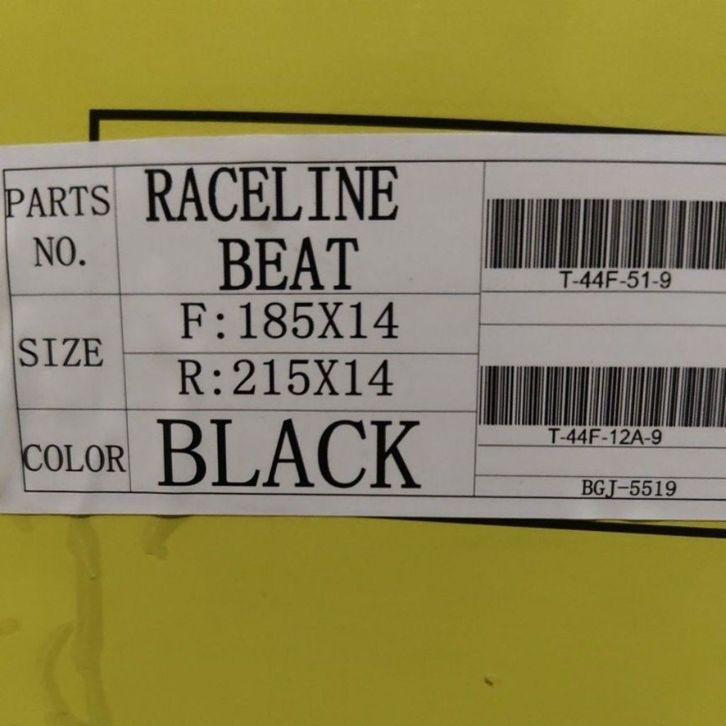 PARTS NO.
RACELINE
BEAT
SIZE
F:185X14
R:215X14
COLOR
BLACK
T-44F-51-9
T-44F-12A-9
BGJ-5519